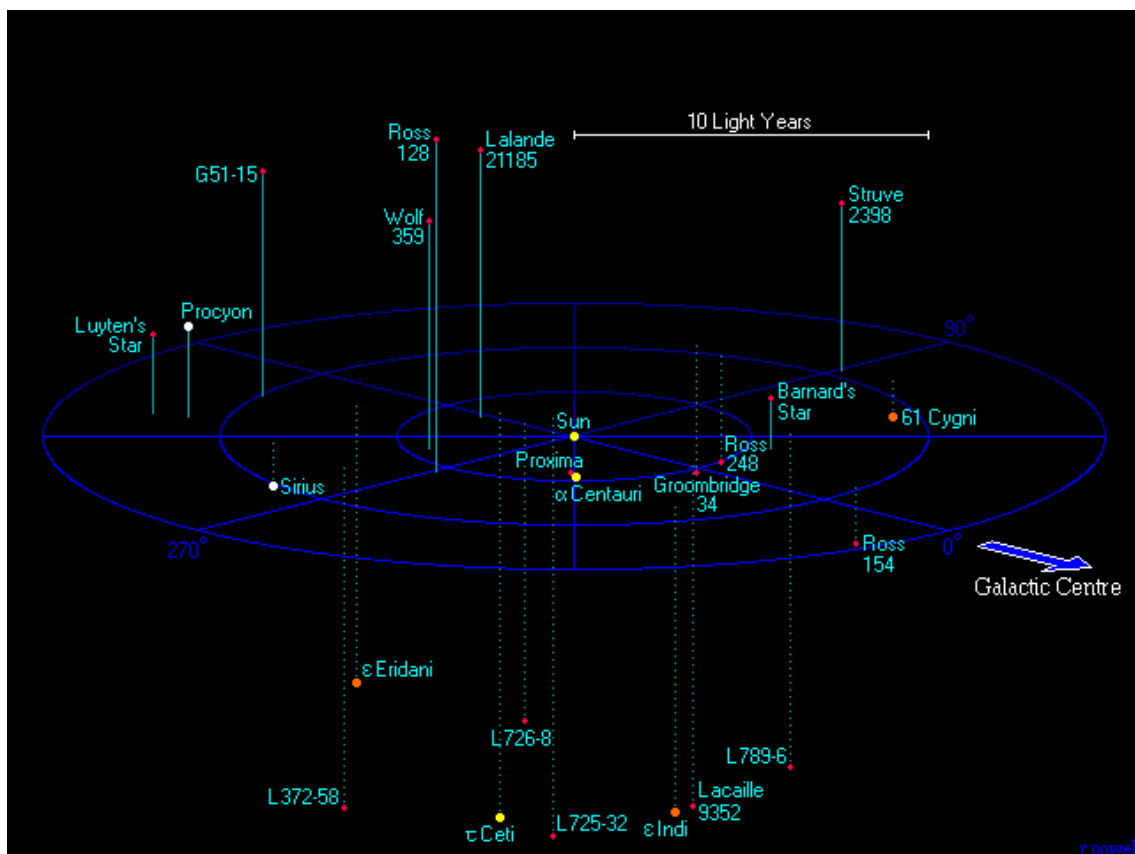 10 Light Years
Ross
128
Lalande
21185
G51-15
Struve
2398
Wolf
359
Procyon
Luyten's
Star
90°
Barnard's
Star
Sun
61 Cygni
Ross
248
Proxima
Sirius
α Centauri
Groombridge
34
270°
0°
Ross
154
Galactic Centre
ε Eridani
L726-8
L789-6
L372-58
Lacaille
9352
τ Ceti
L725-32
ε Indi